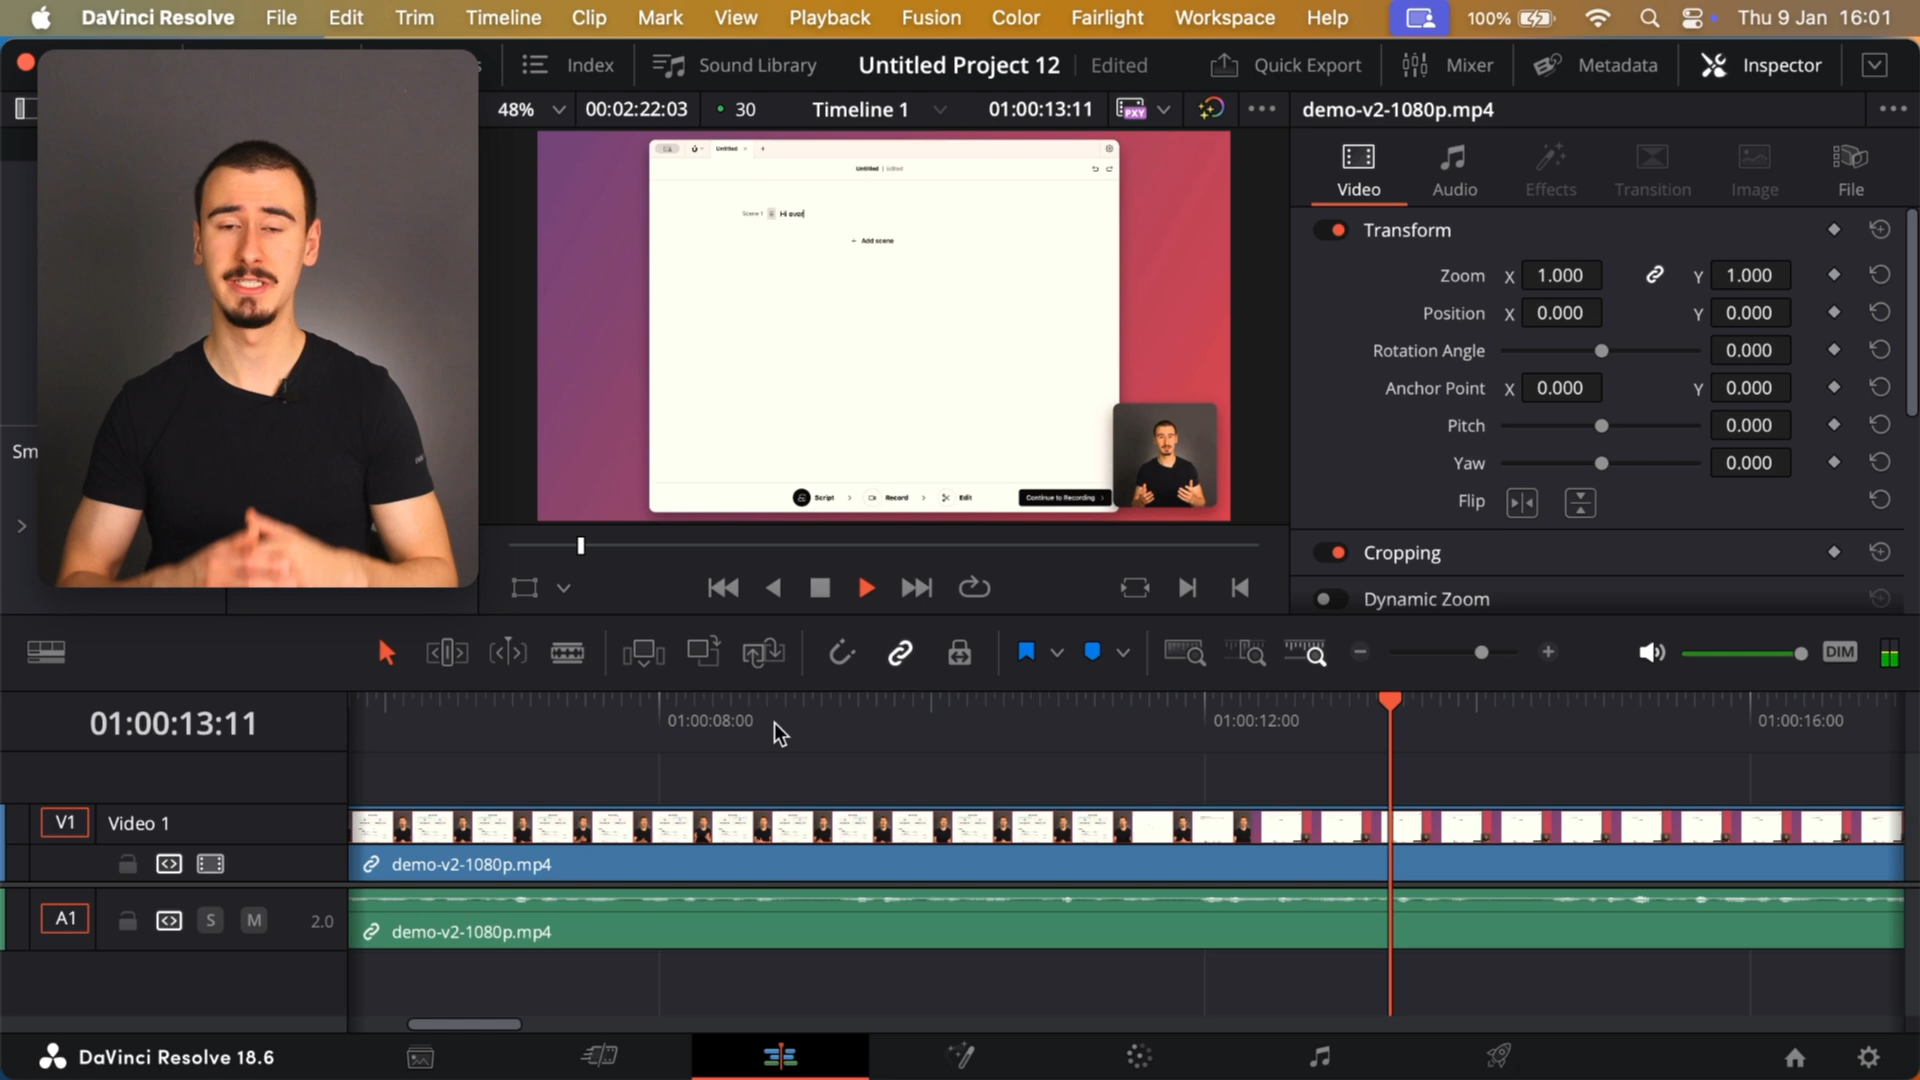 DaVinci Resolve File Edit Trim Timeline Clip Mark View Playback Fusion Color Fairlight Workspace Help 100% Thu 9 Jan 16:01
Index Sound Library Untitled Project 12 Edited Quick Export Mixer Metadata Inspector
48% 00:02:22:03 30 Timeline 1 01:00:13:11 PXY demo-v2-1080p.mp4
Untitled
Untitled | Edited
Scene 1 Hi ever
+ Add scene
Script Record Edit Continue to Recording
Video Audio Effects Transition Image File
Transform
Zoom X 1.000 Y 1.000
Position X 0.000 Y 0.000
Rotation Angle 0.000
Anchor Point X 0.000 Y 0.000
Pitch 0.000
Yaw 0.000
Flip
Cropping
Dynamic Zoom
Sm
DIM
01:00:13:11 01:00:08:00 01:00:12:00 01:00:16:00
V1 Video 1
demo-v2-1080p.mp4
A1 S M 2.0
demo-v2-1080p.mp4
DaVinci Resolve 18.6